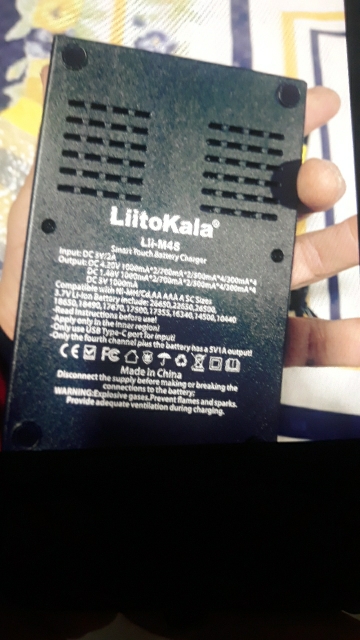 LiitoKala®
Lii-M4S
Smart Touch Battery Charger
Input: DC 5V/2A
Output: DC 4.20V 1000mA*2/700mA*2/300mA*4/300mA*4
DC 1.48V 1000mA*2/700mA*2/300mA*4/300mA*4
DC 5V 1000mA
Compatible with Ni-MH/Cd,AA AAA A SC Sizes
3.7V Li-ion Battery include: 26650, 22650, 26500,
18650,18490,17670,17500,17355,16340,14500,10440
-Read Instructions before use!
-Apply only in the inner region!
-Only use USB Type-C port for input!
-Only the fourth channel plus the battery has a 5V1A output!
CE FC
Made in China
Disconnect the supply before making or breaking the
connections to the battery:
WARNING:Explosive gases.Prevent flames and sparks.
Provide adequate ventilation during charging.